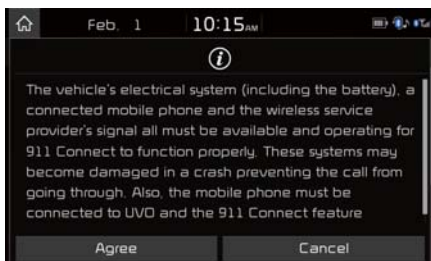 Feb. 1 10:15AM
The vehicle's electrical system (including the battery), a
connected mobile phone and the wireless service
provider's signal all must be available and operating for
911 Connect to function properly. These systems may
become damaged in a crash preventing the call from
going through. Also, the mobile phone must be
connected to UVO and the 911 Connect feature
Agree Cancel